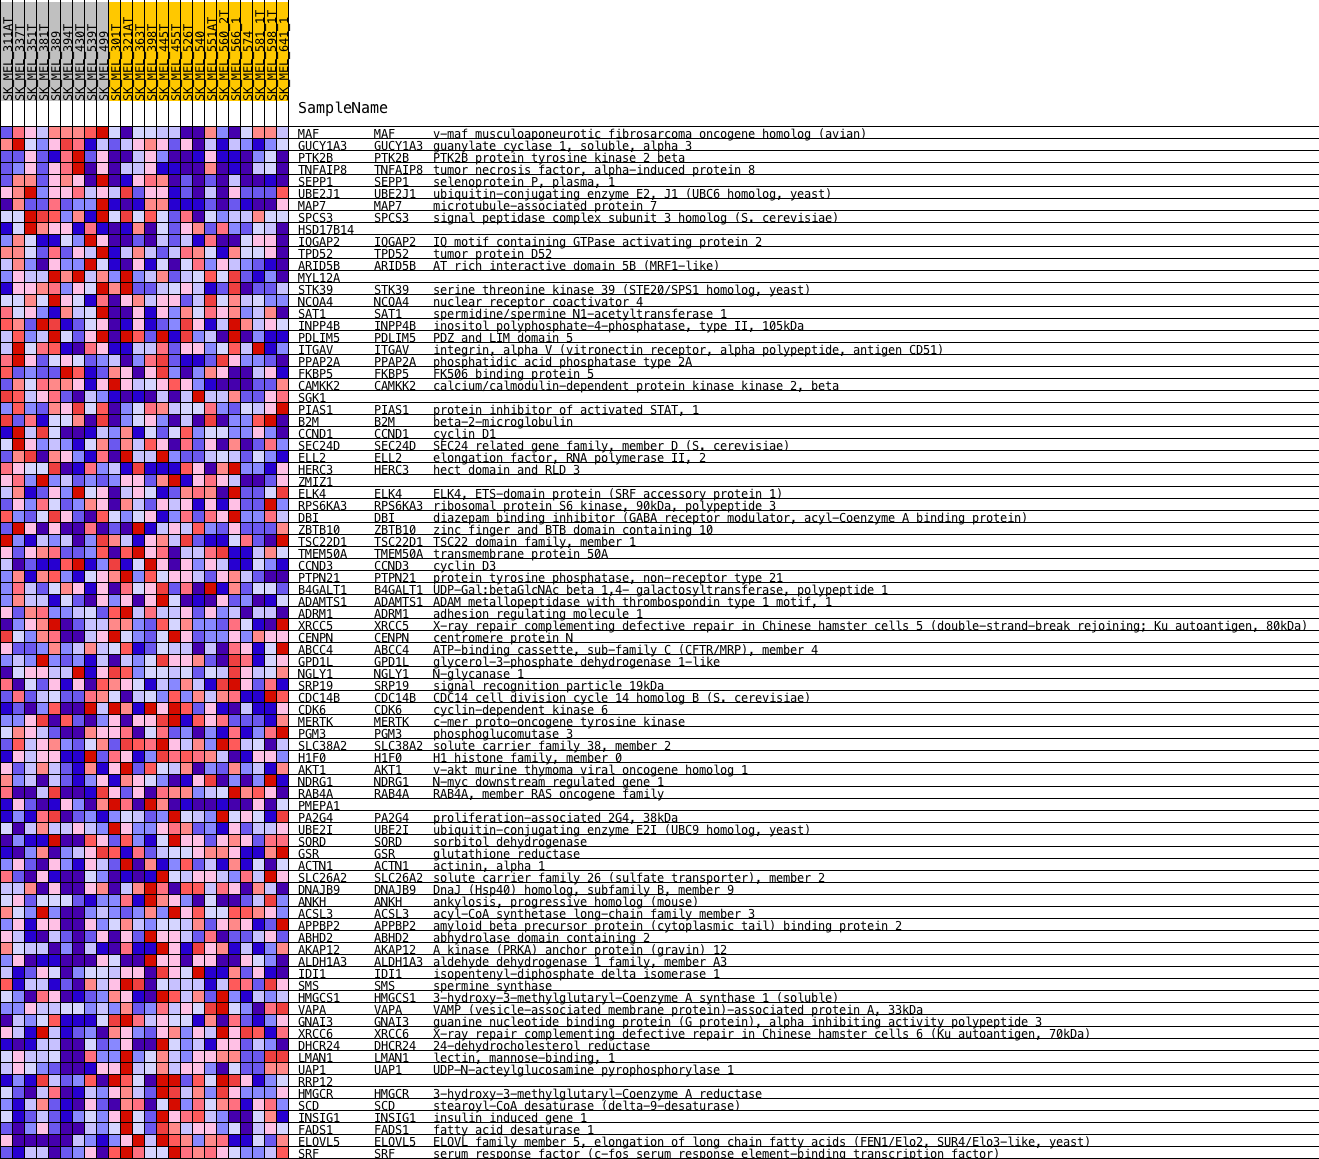 SK_MEL_311AT
SK_MEL_337T
SK_MEL_351T
SK_MEL_381T
SK_MEL_389
SK_MEL_394T
SK_MEL_430T
SK_MEL_539T
SK_MEL_499
SK_MEL_301T
SK_MEL_321AT
SK_MEL_363T
SK_MEL_398T
SK_MEL_445T
SK_MEL_455T
SK_MEL_526T
SK_MEL_540
SK_MEL_551AT
SK_MEL_560_2T
SK_MEL_566_1
SK_MEL_574
SK_MEL_581_1T
SK_MEL_598_1T
SK_MEL_641_1
SampleName
MAF MAF v-maf musculoaponeurotic fibrosarcoma oncogene homolog (avian)
GUCY1A3 GUCY1A3 guanylate cyclase 1, soluble, alpha 3
PTK2B PTK2B PTK2B protein tyrosine kinase 2 beta
TNFAIP8 TNFAIP8 tumor necrosis factor, alpha-induced protein 8
SEPP1 SEPP1 selenoprotein P, plasma, 1
UBE2J1 UBE2J1 ubiquitin-conjugating enzyme E2, J1 (UBC6 homolog, yeast)
MAP7 MAP7 microtubule-associated protein 7
SPCS3 SPCS3 signal peptidase complex subunit 3 homolog (S. cerevisiae)
HSD17B14
IQGAP2 IQGAP2 IQ motif containing GTPase activating protein 2
TPD52 TPD52 tumor protein D52
ARID5B ARID5B AT rich interactive domain 5B (MRF1-like)
MYL12A
STK39 STK39 serine threonine kinase 39 (STE20/SPS1 homolog, yeast)
NCOA4 NCOA4 nuclear receptor coactivator 4
SAT1 SAT1 spermidine/spermine N1-acetyltransferase 1
INPP4B INPP4B inositol polyphosphate-4-phosphatase, type II, 105kDa
PDLIM5 PDLIM5 PDZ and LIM domain 5
ITGAV ITGAV integrin, alpha V (vitronectin receptor, alpha polypeptide, antigen CD51)
PPAP2A PPAP2A phosphatidic acid phosphatase type 2A
FKBP5 FKBP5 FK506 binding protein 5
CAMKK2 CAMKK2 calcium/calmodulin-dependent protein kinase kinase 2, beta
SGK1
PIAS1 PIAS1 protein inhibitor of activated STAT, 1
B2M B2M beta-2-microglobulin
CCND1 CCND1 cyclin D1
SEC24D SEC24D SEC24 related gene family, member D (S. cerevisiae)
ELL2 ELL2 elongation factor, RNA polymerase II, 2
HERC3 HERC3 hect domain and RLD 3
ZMIZ1
ELK4 ELK4 ELK4, ETS-domain protein (SRF accessory protein 1)
RPS6KA3 RPS6KA3 ribosomal protein S6 kinase, 90kDa, polypeptide 3
DBI DBI diazepam binding inhibitor (GABA receptor modulator, acyl-Coenzyme A binding protein)
ZBTB10 ZBTB10 zinc finger and BTB domain containing 10
TSC22D1 TSC22D1 TSC22 domain family, member 1
TMEM50A TMEM50A transmembrane protein 50A
CCND3 CCND3 cyclin D3
PTPN21 PTPN21 protein tyrosine phosphatase, non-receptor type 21
B4GALT1 B4GALT1 UDP-Gal:betaGlcNAc beta 1,4- galactosyltransferase, polypeptide 1
ADAMTS1 ADAMTS1 ADAM metallopeptidase with thrombospondin type 1 motif, 1
ADRM1 ADRM1 adhesion regulating molecule 1
XRCC5 XRCC5 X-ray repair complementing defective repair in Chinese hamster cells 5 (double-strand-break rejoining; Ku autoantigen, 80kDa)
CENPN CENPN centromere protein N
ABCC4 ABCC4 ATP-binding cassette, sub-family C (CFTR/MRP), member 4
GPD1L GPD1L glycerol-3-phosphate dehydrogenase 1-like
NGLY1 NGLY1 N-glycanase 1
SRP19 SRP19 signal recognition particle 19kDa
CDC14B CDC14B CDC14 cell division cycle 14 homolog B (S. cerevisiae)
CDK6 CDK6 cyclin-dependent kinase 6
MERTK MERTK c-mer proto-oncogene tyrosine kinase
PGM3 PGM3 phosphoglucomutase 3
SLC38A2 SLC38A2 solute carrier family 38, member 2
H1F0 H1F0 H1 histone family, member 0
AKT1 AKT1 v-akt murine thymoma viral oncogene homolog 1
NDRG1 NDRG1 N-myc downstream regulated gene 1
RAB4A RAB4A RAB4A, member RAS oncogene family
PMEPA1
PA2G4 PA2G4 proliferation-associated 2G4, 38kDa
UBE2I UBE2I ubiquitin-conjugating enzyme E2I (UBC9 homolog, yeast)
SORD SORD sorbitol dehydrogenase
GSR GSR glutathione reductase
ACTN1 ACTN1 actinin, alpha 1
SLC26A2 SLC26A2 solute carrier family 26 (sulfate transporter), member 2
DNAJB9 DNAJB9 DnaJ (Hsp40) homolog, subfamily B, member 9
ANKH ANKH ankylosis, progressive homolog (mouse)
ACSL3 ACSL3 acyl-CoA synthetase long-chain family member 3
APPBP2 APPBP2 amyloid beta precursor protein (cytoplasmic tail) binding protein 2
ABHD2 ABHD2 abhydrolase domain containing 2
AKAP12 AKAP12 A kinase (PRKA) anchor protein (gravin) 12
ALDH1A3 ALDH1A3 aldehyde dehydrogenase 1 family, member A3
IDI1 IDI1 isopentenyl-diphosphate delta isomerase 1
SMS SMS spermine synthase
HMGCS1 HMGCS1 3-hydroxy-3-methylglutaryl-Coenzyme A synthase 1 (soluble)
VAPA VAPA VAMP (vesicle-associated membrane protein)-associated protein A, 33kDa
GNAI3 GNAI3 guanine nucleotide binding protein (G protein), alpha inhibiting activity polypeptide 3
XRCC6 XRCC6 X-ray repair complementing defective repair in Chinese hamster cells 6 (Ku autoantigen, 70kDa)
DHCR24 DHCR24 24-dehydrocholesterol reductase
LMAN1 LMAN1 lectin, mannose-binding, 1
UAP1 UAP1 UDP-N-acteylglucosamine pyrophosphorylase 1
RRP12
HMGCR HMGCR 3-hydroxy-3-methylglutaryl-Coenzyme A reductase
SCD SCD stearoyl-CoA desaturase (delta-9-desaturase)
INSIG1 INSIG1 insulin induced gene 1
FADS1 FADS1 fatty acid desaturase 1
ELOVL5 ELOVL5 ELOVL family member 5, elongation of long chain fatty acids (FEN1/Elo2, SUR4/Elo3-like, yeast)
SRF SRF serum response factor (c-fos serum response element-binding transcription factor)